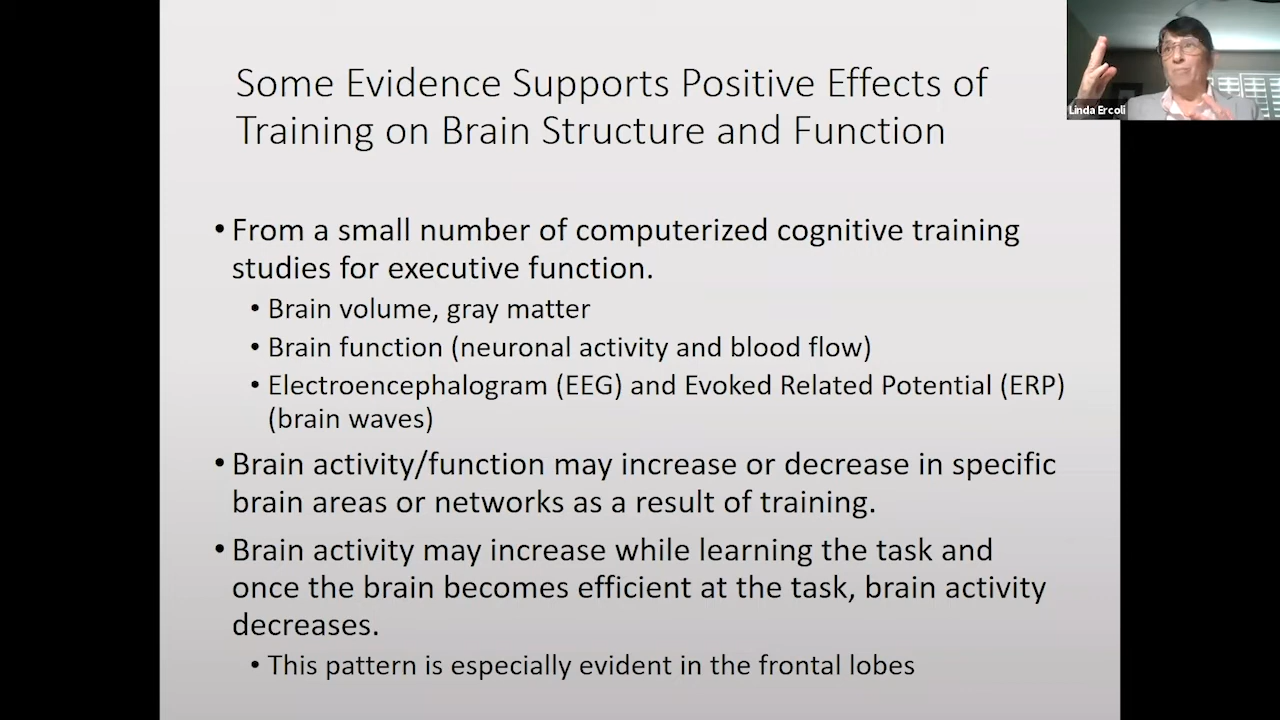 Some Evidence Supports Positive Effects of
Training on Brain Structure and Function
• From a small number of computerized cognitive training
studies for executive function.
• Brain volume, gray matter
• Brain function (neuronal activity and blood flow)
• Electroencephalogram (EEG) and Evoked Related Potential (ERP)
(brain waves)
• Brain activity/function may increase or decrease in specific
brain areas or networks as a result of training.
• Brain activity may increase while learning the task and
once the brain becomes efficient at the task, brain activity
decreases.
• This pattern is especially evident in the frontal lobes
Linda Ercoli